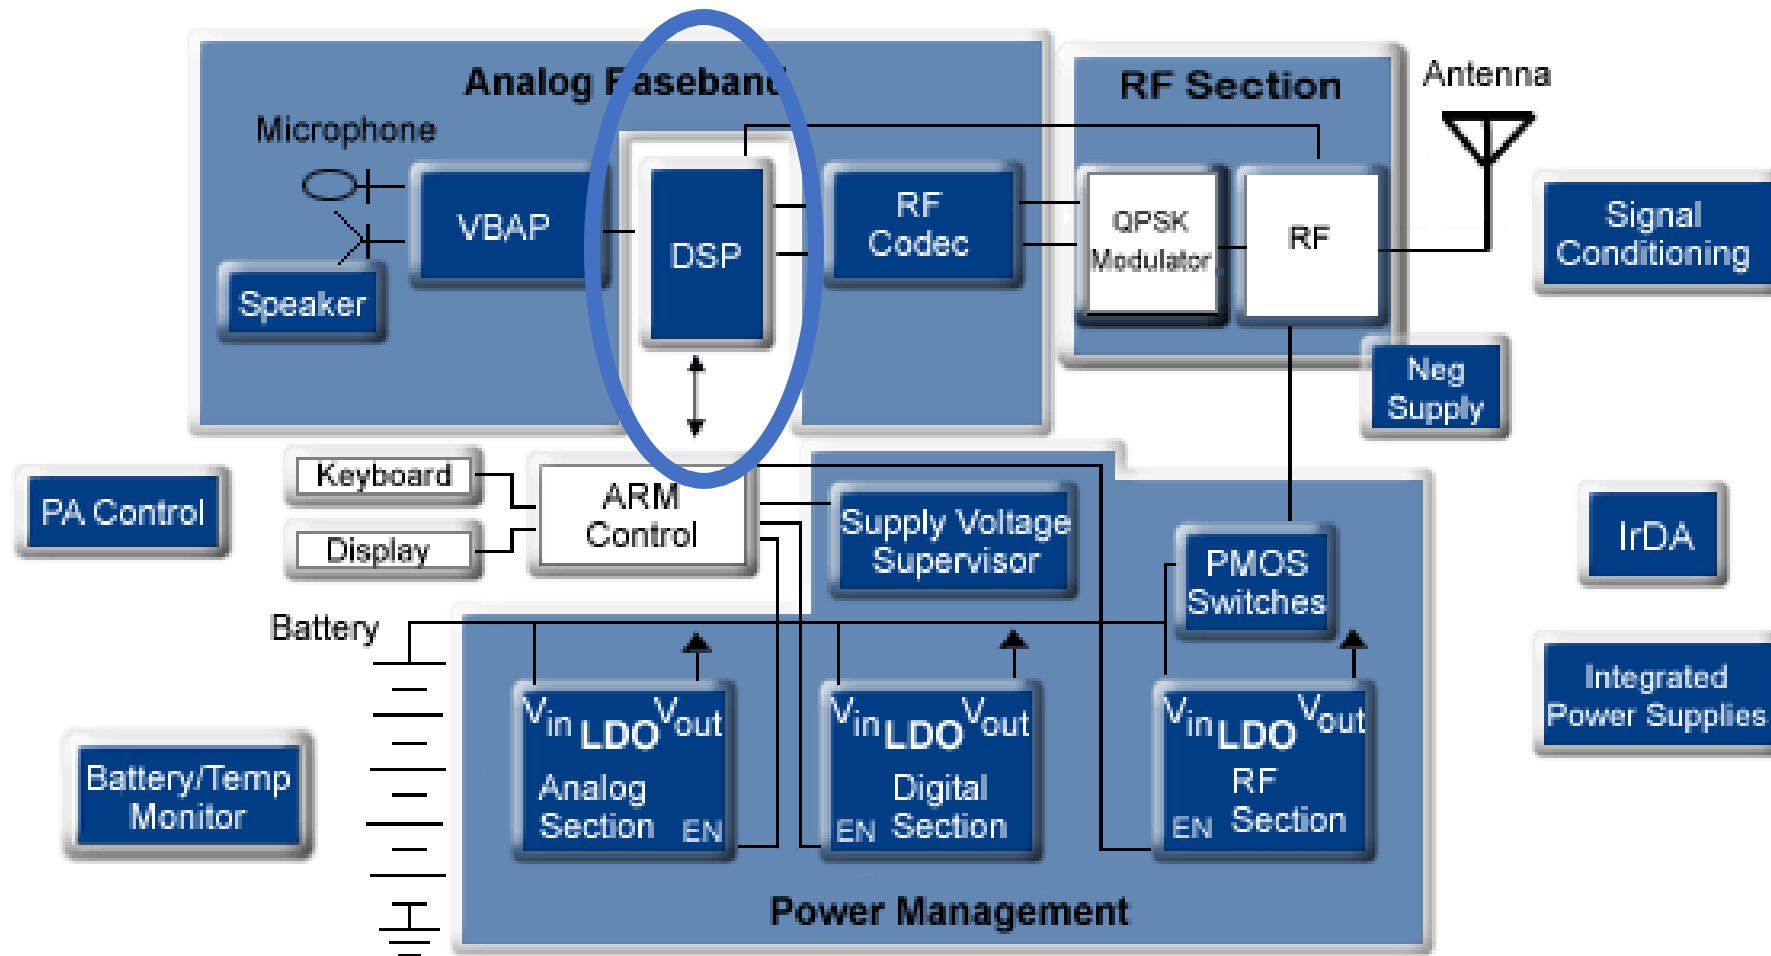 Analog Baseband
RF Section
Antenna
Microphone
VBAP
DSP
RF
Codec
QPSK
Modulator
RF
Signal
Conditioning
Speaker
Neg
Supply
Keyboard
Display
ARM
Control
PA Control
Supply Voltage
Supervisor
PMOS
Switches
IrDA
Battery
Vin LDO Vout
Analog
Section EN
Vin LDO Vout
Digital
EN Section
Vin LDO Vout
RF
EN Section
Integrated
Power Supplies
Battery/Temp
Monitor
Power Management